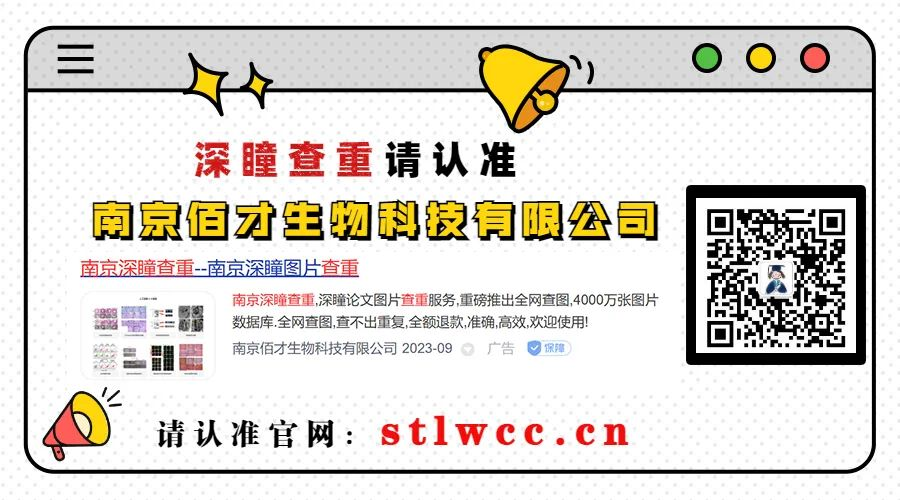 深瞳查重请认准
南京佰才生物科技有限公司
南京深瞳查重--南京深瞳图片查重
南京深瞳查重,深瞳论文图片查重服务,重磅推出全网查图,4000万张图片
数据库.全网查图,查不出重复,全额退款,准确,高效,欢迎使用!
南京佰才生物科技有限公司 2023-09 广告 保障
请认准官网：stlwcc.cn